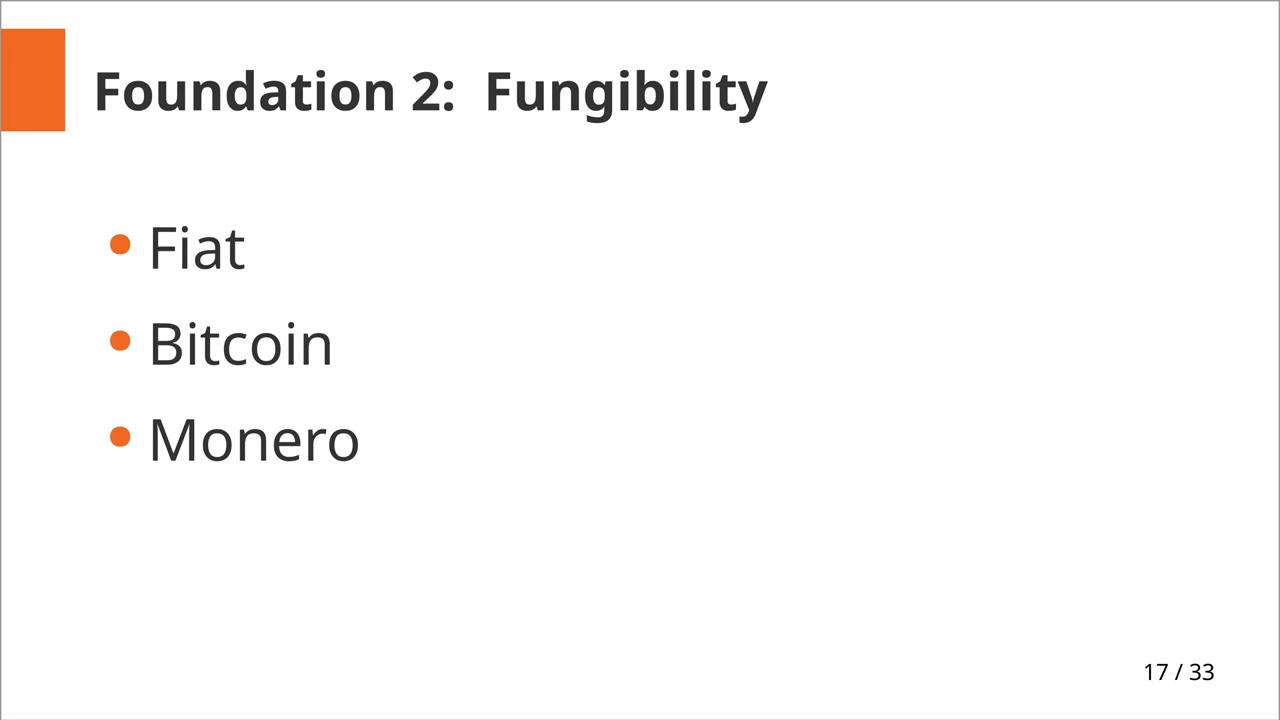 Foundation 2:  Fungibility
• Fiat
• Bitcoin
• Monero
17 / 33